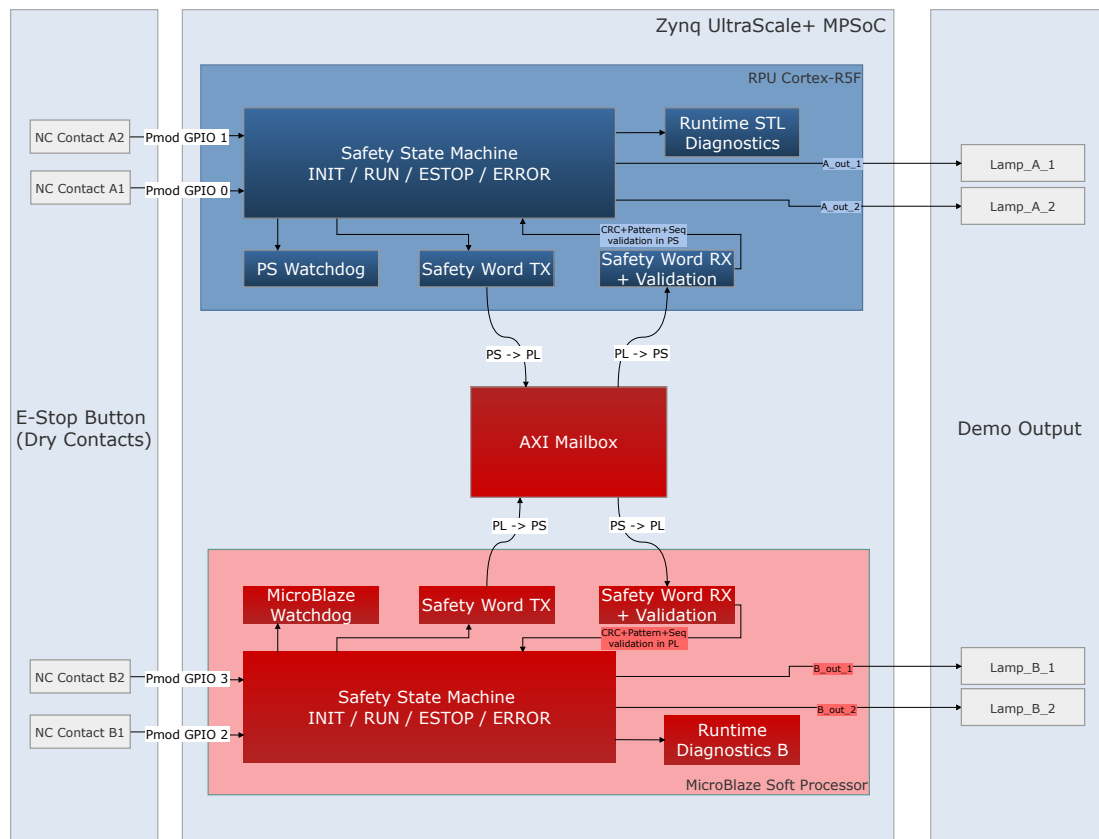 Zynq UltraScale+ MPSoC
RPU Cortex-R5F
NC Contact A2
Pmod GPIO 1
NC Contact A1
Pmod GPIO 0
Safety State Machine
INIT / RUN / ESTOP / ERROR
Runtime STL
Diagnostics
A_out_1
A_out_2
Lamp_A_1
Lamp_A_2
CRC+Pattern+Seq
validation in PS
PS Watchdog
Safety Word TX
Safety Word RX
+ Validation
PS -> PL
PL -> PS
E-Stop Button
(Dry Contacts)
AXI Mailbox
Demo Output
PL -> PS
PS -> PL
MicroBlaze
Watchdog
Safety Word TX
Safety Word RX
+ Validation
CRC+Pattern+Seq
validation in PL
NC Contact B2
Pmod GPIO 3
NC Contact B1
Pmod GPIO 2
Safety State Machine
INIT / RUN / ESTOP / ERROR
B_out_1
B_out_2
Lamp_B_1
Lamp_B_2
Runtime
Diagnostics B
MicroBlaze Soft Processor